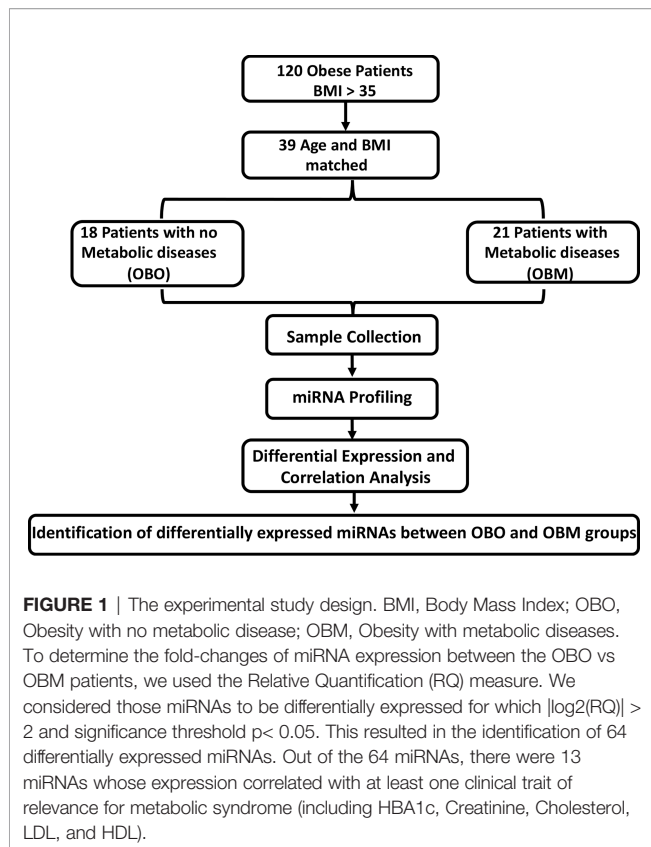 120 Obese Patients
BMI > 35
39 Age and BMI
matched
18 Patients with no
Metabolic diseases
(OBO)
21 Patients with
Metabolic diseases
(OBM)
Sample Collection
miRNA Profiling
Differential Expression and
Correlation Analysis
Identification of differentially expressed miRNAs between OBO and OBM groups
FIGURE 1 | The experimental study design. BMI, Body Mass Index; OBO,
Obesity with no metabolic disease; OBM, Obesity with metabolic diseases.
To determine the fold-changes of miRNA expression between the OBO vs
OBM patients, we used the Relative Quantification (RQ) measure. We
considered those miRNAs to be differentially expressed for which |log2(RQ)| >
2 and significance threshold p< 0.05. This resulted in the identification of 64
differentially expressed miRNAs. Out of the 64 miRNAs, there were 13
miRNAs whose expression correlated with at least one clinical trait of
relevance for metabolic syndrome (including HBA1c, Creatinine, Cholesterol,
LDL, and HDL).